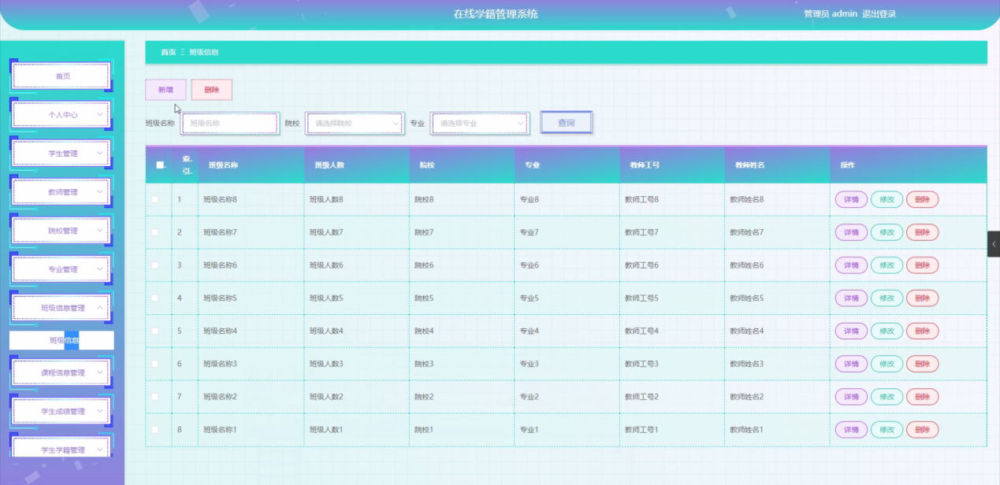 在线学籍管理系统
管理员 admin 退出登录
首页
个人中心
学生管理
教师管理
院校管理
专业管理
班级信息管理
班级信息
课程信息管理
学生成绩管理
学生学籍管理
首页 Ξ 班级信息
新增 删除
班级名称 班级名称 院校 请选择院校 专业 请选择专业 查询
索引. 班级名称 班级人数 院校 专业 教师工号 教师姓名 操作
1 班级名称8 班级人数8 院校8 专业8 教师工号8 教师姓名8 详情 修改 删除
2 班级名称7 班级人数7 院校7 专业7 教师工号7 教师姓名7 详情 修改 删除
3 班级名称6 班级人数6 院校6 专业6 教师工号6 教师姓名6 详情 修改 删除
4 班级名称5 班级人数5 院校5 专业5 教师工号5 教师姓名5 详情 修改 删除
5 班级名称4 班级人数4 院校4 专业4 教师工号4 教师姓名4 详情 修改 删除
6 班级名称3 班级人数3 院校3 专业3 教师工号3 教师姓名3 详情 修改 删除
7 班级名称2 班级人数2 院校2 专业2 教师工号2 教师姓名2 详情 修改 删除
8 班级名称1 班级人数1 院校1 专业1 教师工号1 教师姓名1 详情 修改 删除